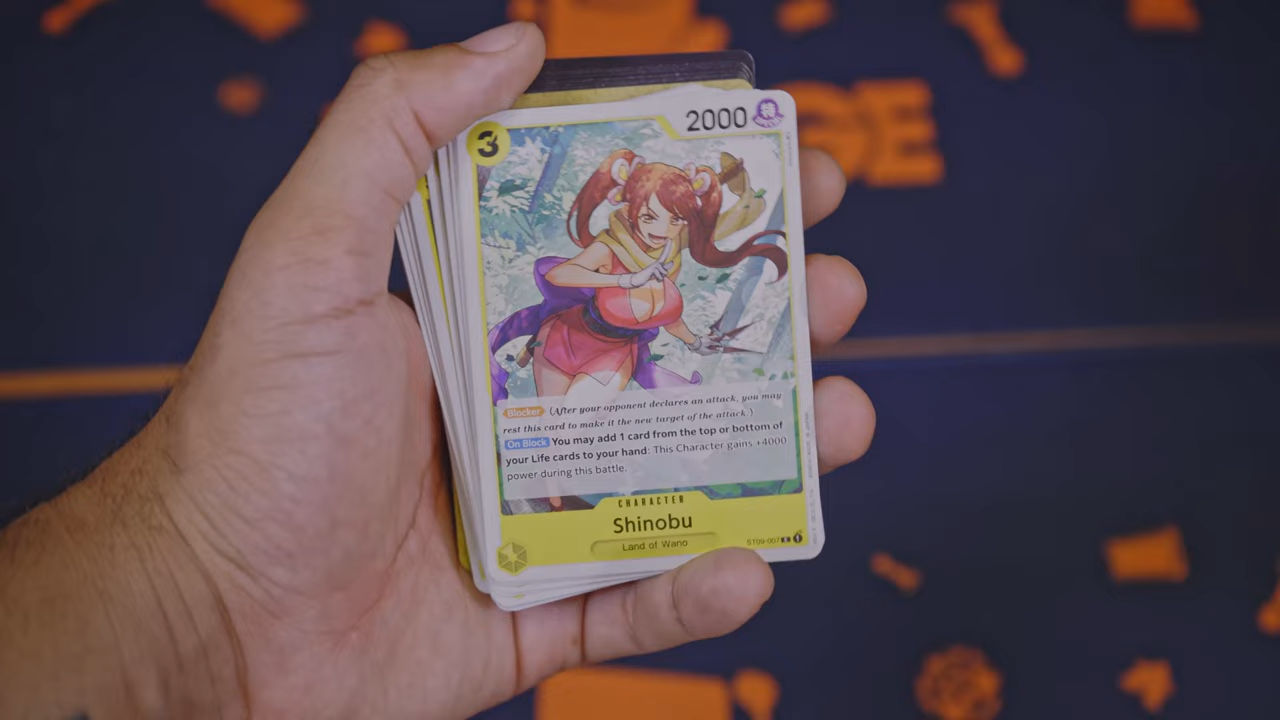 GE
3
2000
Blocker (After your opponent declares an attack, you may
rest this card to make it the new target of the attack.)
On Block You may add 1 card from the top or bottom of
your Life cards to your hand: This Character gains +4000
power during this battle.
CHARACTER
Shinobu
Land of Wano
ST09-007 C 1